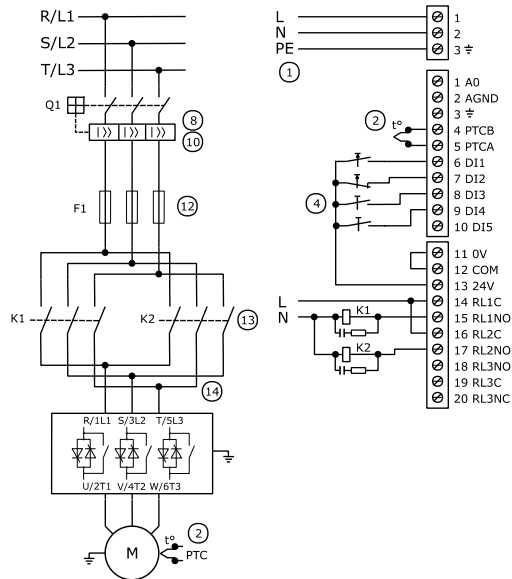 R/L1
S/L2
T/L3
Q1
I >>
I >>
I >>
8
10
F1
12
K1
K2
13
14
R/1L1 S/3L2 T/5L3
U/2T1 V/4T2 W/6T3
M
t°
2
PTC
L
N
PE
1
1
2
3
1 A0
2 AGND
3
4 PTCB
5 PTCA
6 DI1
7 DI2
8 DI3
9 DI4
10 DI5
2
t°
4
11 0V
12 COM
13 24V
14 RL1C
15 RL1NO
16 RL2C
17 RL2NO
18 RL3NO
19 RL3C
20 RL3NC
L
N
K1
K2